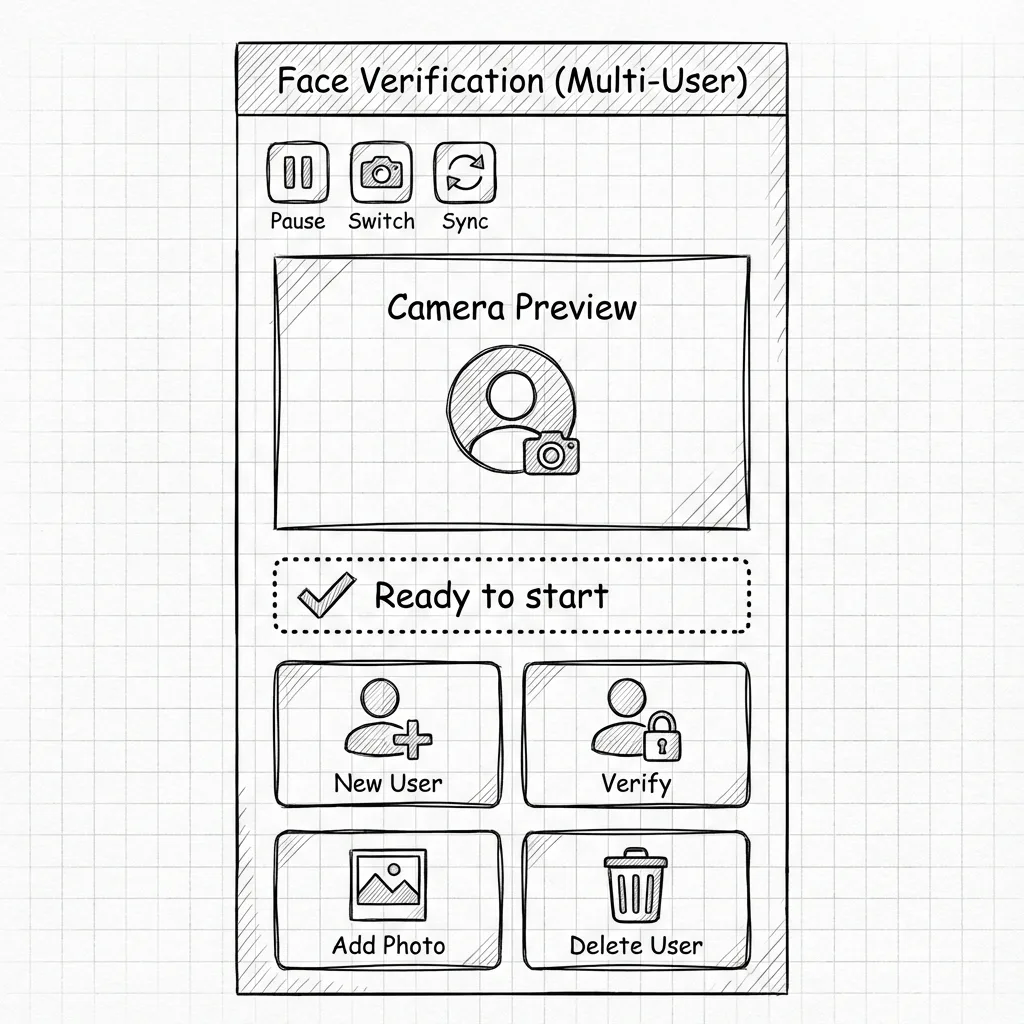 Face Verification (Multi-User)
Pause Switch Sync
Camera Preview
Ready to start
New User
Verify
Add Photo
Delete User